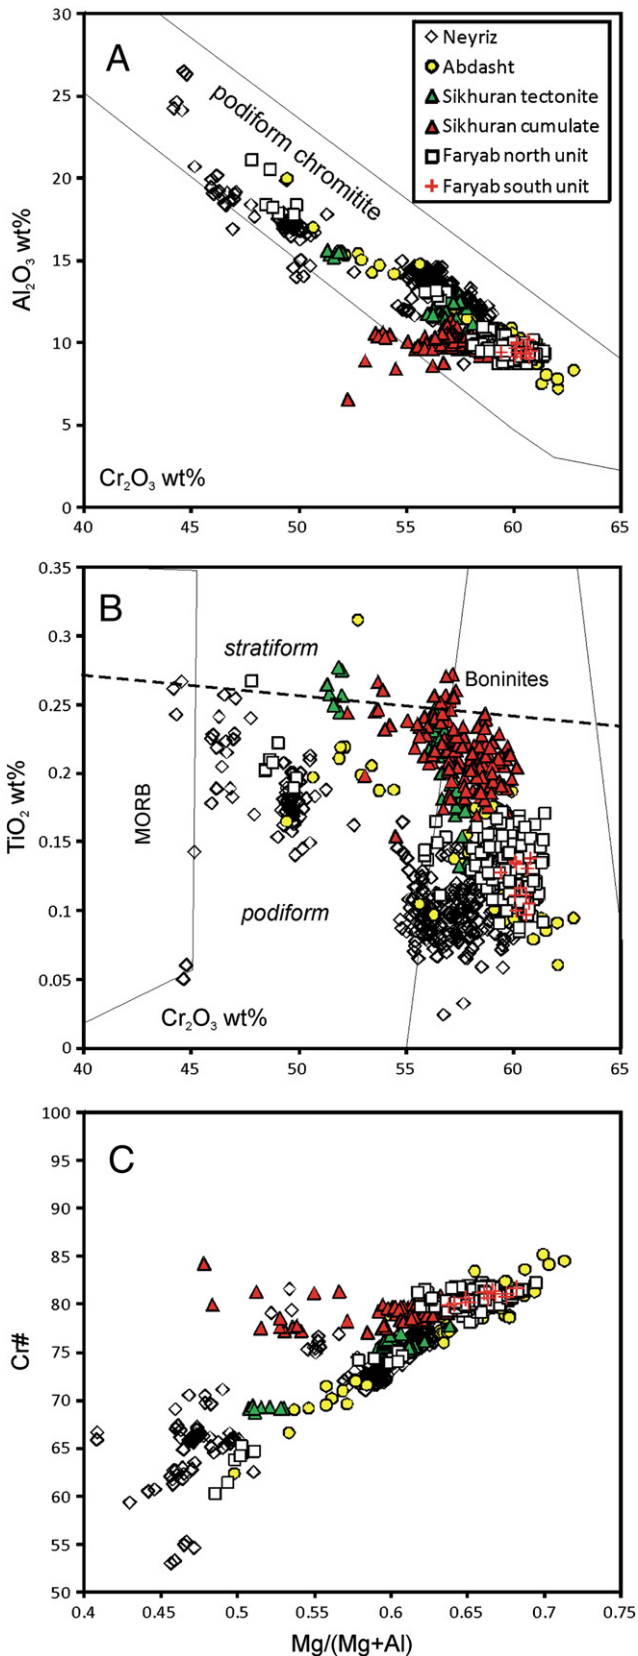 30
25
20
15
10
5
0
Al₂O₃ wt%
A
podiform chromitite
Neyriz
Abdasht
Sikhuran tectonite
Sikhuran cumulate
Faryab north unit
Faryab south unit
Cr₂O₃ wt%
40 45 50 55 60 65
0.35
0.3
0.25
0.2
0.15
0.1
0.05
0
TiO₂ wt%
B
stratiform
Boninites
MORB
podiform
Cr₂O₃ wt%
40 45 50 55 60 65
100
95
90
85
80
75
70
65
60
55
50
Cr#
C
0.4 0.45 0.5 0.55 0.6 0.65 0.7 0.75
Mg/(Mg+Al)